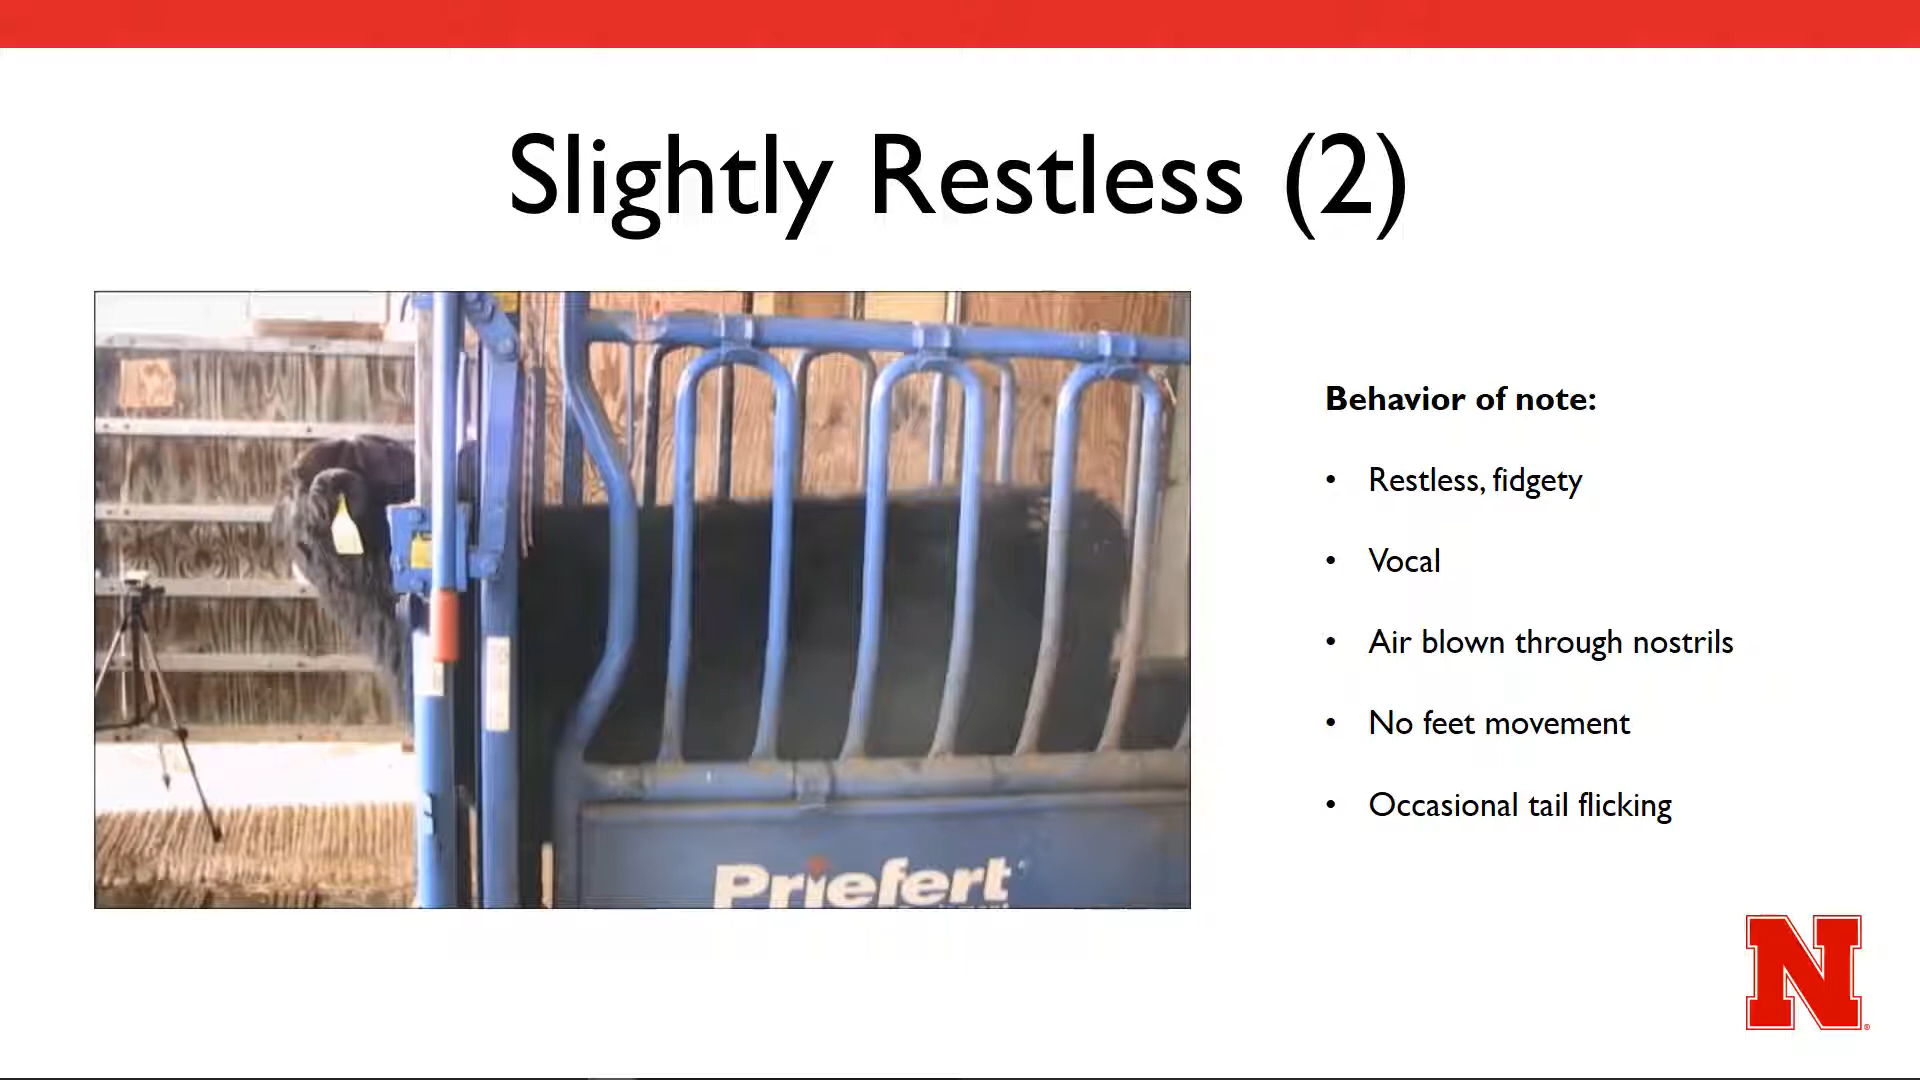 Slightly Restless (2)
Priefert
Behavior of note:
• Restless, fidgety
• Vocal
• Air blown through nostrils
• No feet movement
• Occasional tail flicking
N